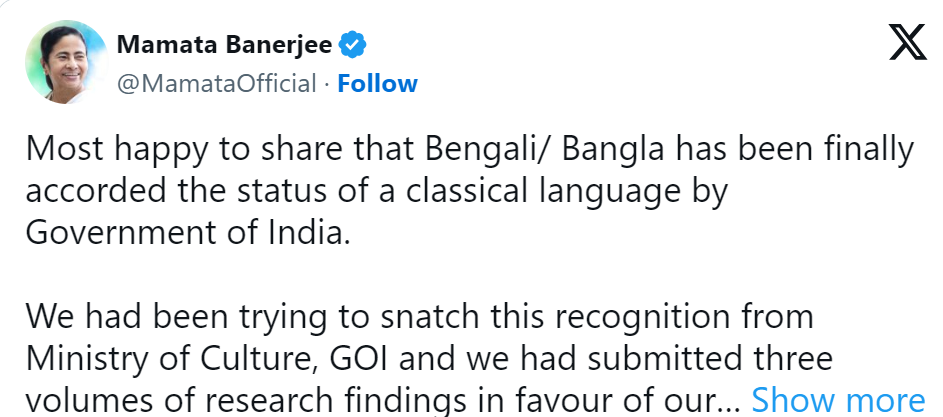 Mamata Banerjee
@MamataOfficial · Follow
Most happy to share that Bengali/ Bangla has been finally
accorded the status of a classical language by
Government of India.
We had been trying to snatch this recognition from
Ministry of Culture, GOI and we had submitted three
volumes of research findings in favour of our... Show more